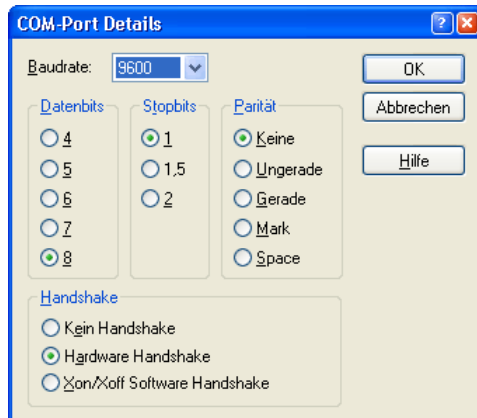 COM-Port Details
Baudrate: 9600
OK
Abbrechen
Hilfe
Datenbits
4
5
6
7
8
Stopbits
1
1,5
2
Parität
Keine
Ungerade
Gerade
Mark
Space
Handshake
Kein Handshake
Hardware Handshake
Xon/Xoff Software Handshake